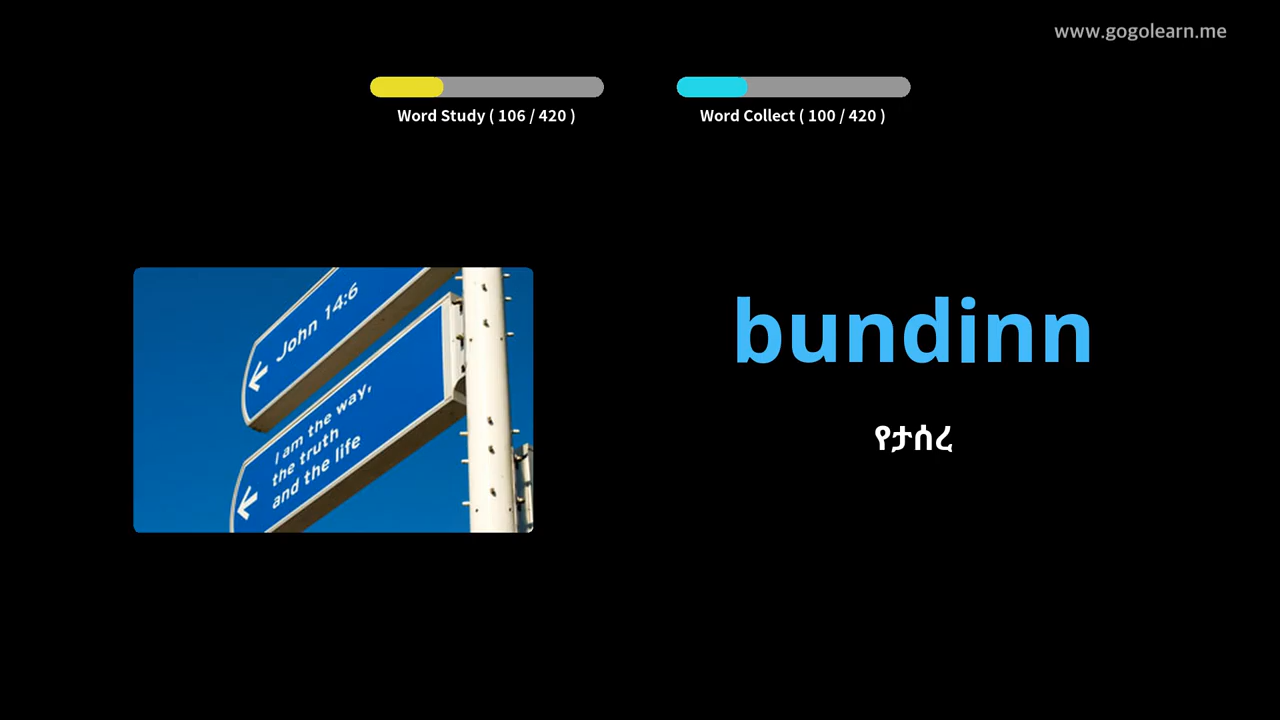 www.gogolearn.me
Word Study ( 106 / 420 )
Word Collect ( 100 / 420 )
John 14:6
I am the way,
the truth
and the life
bundinn
የታሰረ